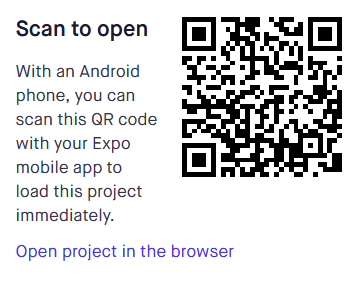 Scan to open
With an Android
phone, you can
scan this QR code
with your Expo
mobile app to
load this project
immediately.
Open project in the browser